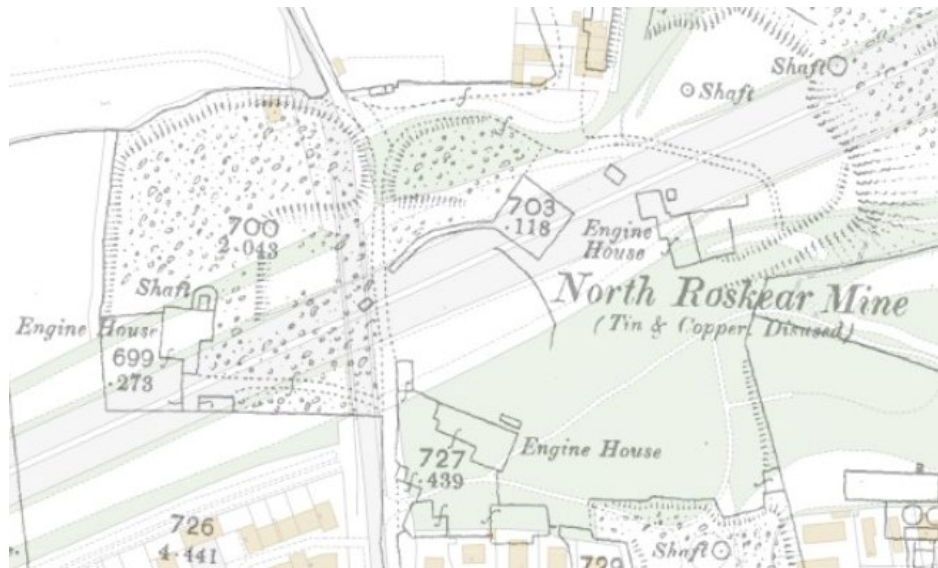 Shaft
Shaft
703
.118
700
2.043
Engine
House
Shaft
North Roskear Mine
(Tin & Copper, Disused)
Engine House
699
.273
Engine House
727
.439
726
4.441
Shaft
729